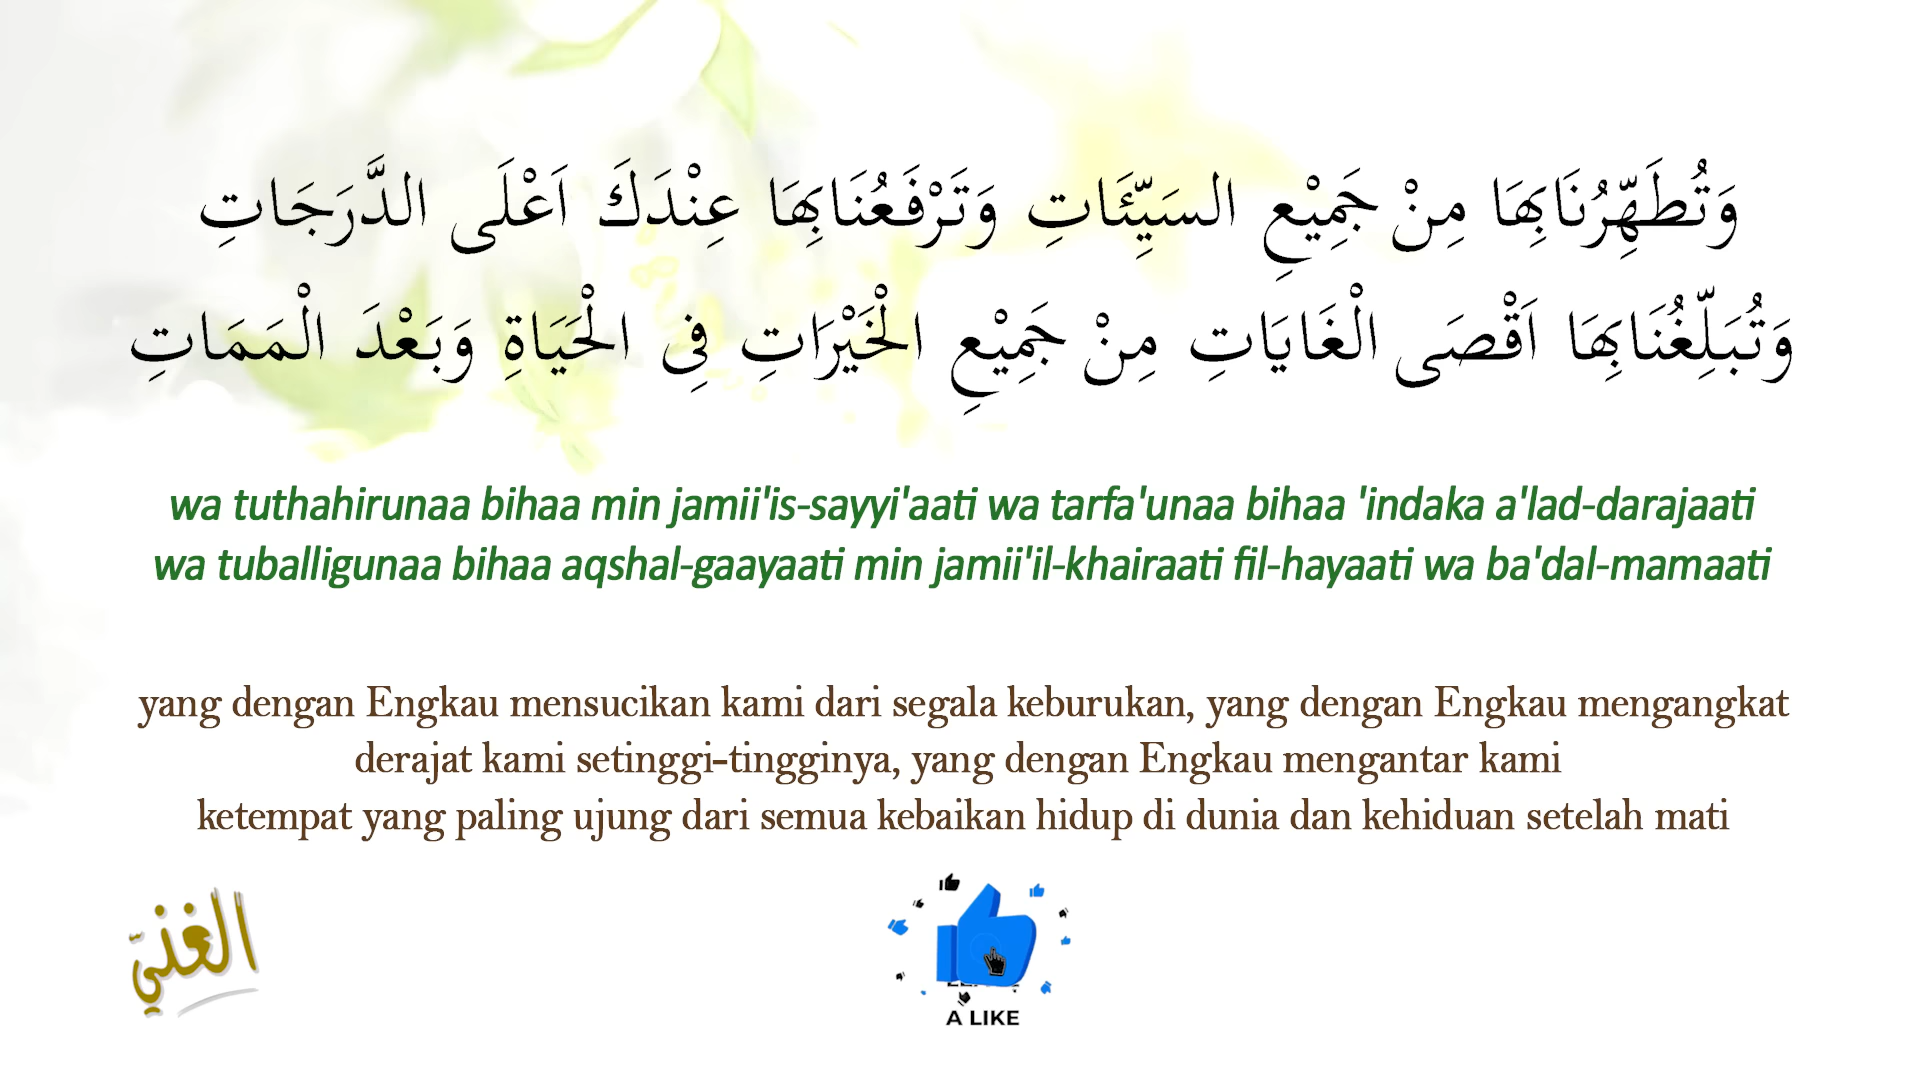 وَتُطَهِّرُنَابِهَا مِنْ جَمِيْعِ السَيِّئَاتِ وَتَرْفَعُنَابِهَا عِنْدَكَ اَعْلَى الدَّرَجَاتِ
وَتُبَلِّغُنَابِهَا اَقْصَى الْغَايَاتِ مِنْ جَمِيْعِ الْخَيْرَاتِ فِى الْحَيَاةِ وَبَعْدَ الْمَمَاتِ
wa tuthahirunaa bihaa min jamii'is-sayyi'aati wa tarfa'unaa bihaa 'indaka a'lad-darajaati
wa tuballigunaa bihaa aqshal-gaayaati min jamii'il-khairaati fil-hayaati wa ba'dal-mamaati
yang dengan Engkau mensucikan kami dari segala keburukan, yang dengan Engkau mengangkat
derajat kami setinggi-tingginya, yang dengan Engkau mengantar kami
ketempat yang paling ujung dari semua kebaikan hidup di dunia dan kehiduan setelah mati
الغنيّ
A LIKE